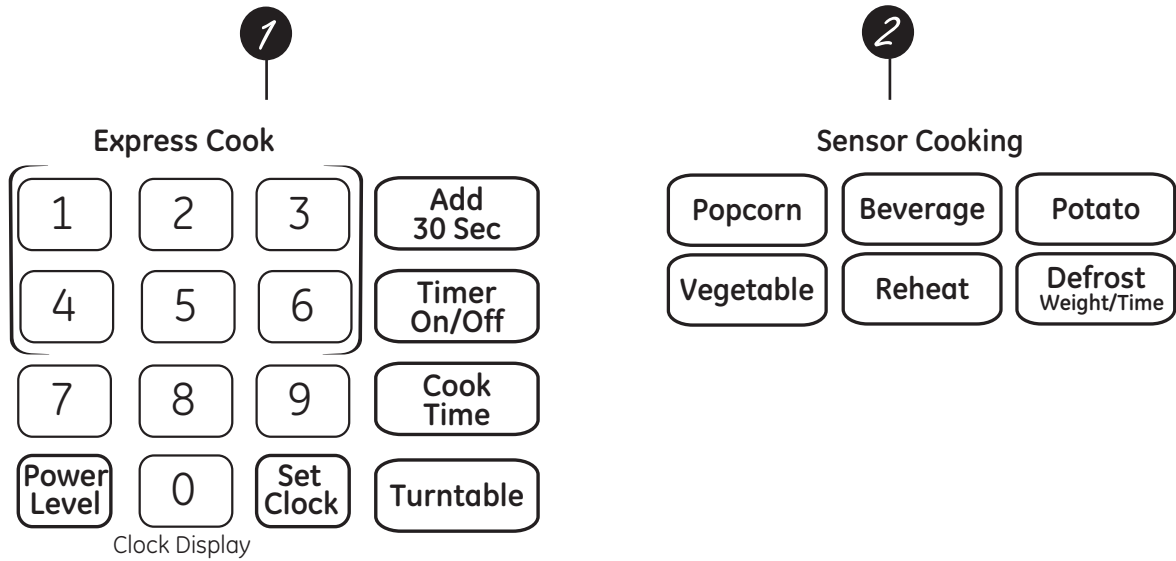 1
2
Express Cook
1 2 3 Add
30 Sec
4 5 6 Timer
On/Off
7 8 9 Cook
Time
Power
Level
0
Set
Clock
Turntable
Clock Display
Sensor Cooking
Popcorn Beverage Potato
Vegetable Reheat Defrost
Weight/Time